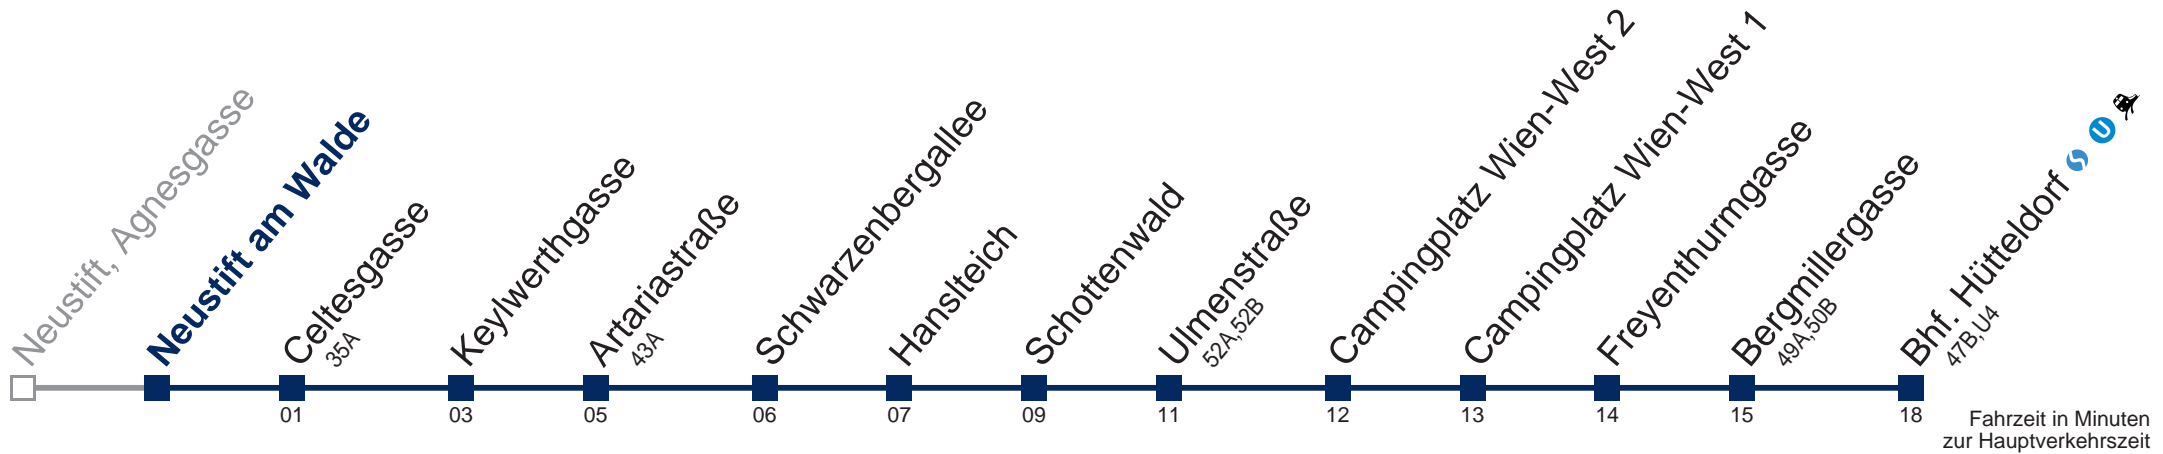 Neustift, Agnesgasse
Neustift am Walde
Celtesgasse
35A
Keylwerthgasse
Artariastraße
43A
Schwarzenbergallee
Hanslteich
Schottenwald
Ulmenstraße
52A,52B
Campingplatz Wien-West 2
Campingplatz Wien-West 1
Freyenthurmgasse
Bergmillergasse
49A,50B
Bhf. Hütteldorf S U
47B,U4
01 03 05 06 07 09 11 12 13 14 15 18
Fahrzeit in Minuten
zur Hauptverkehrszeit